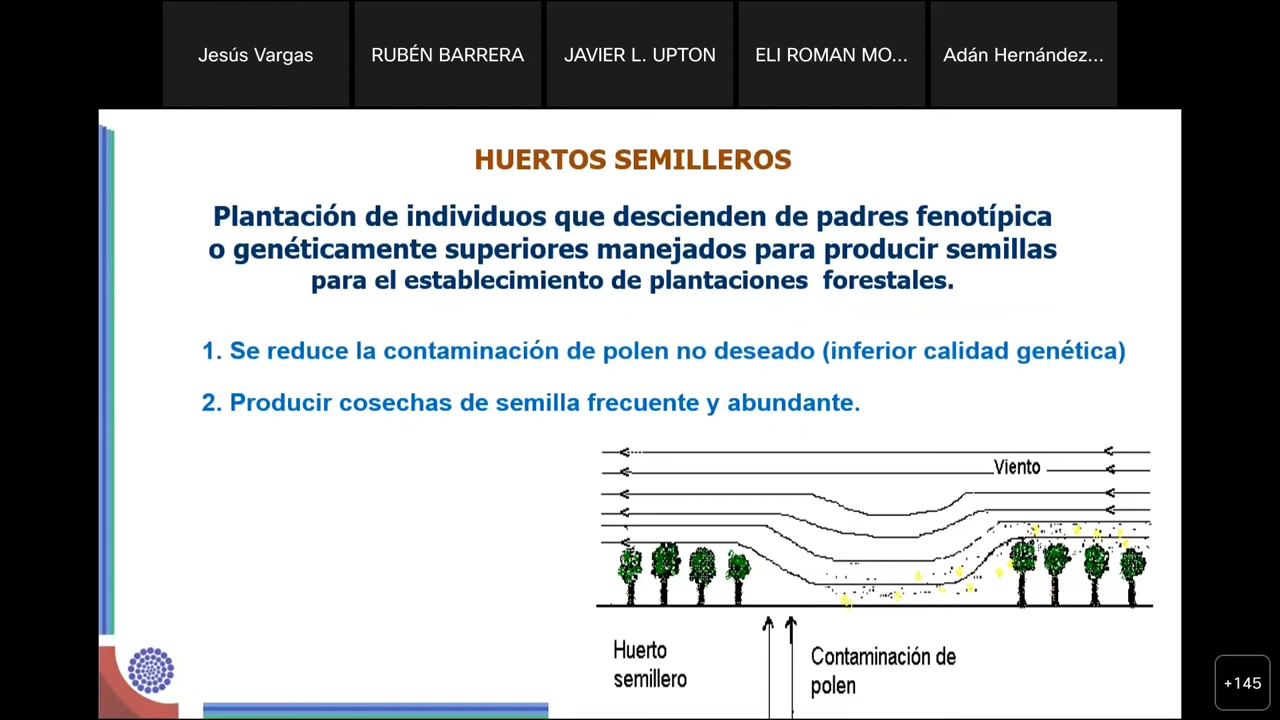 Jesús Vargas
RUBÉN BARRERA
JAVIER L. UPTON
ELI ROMAN MO...
Adán Hernández...
HUERTOS SEMILLEROS
Plantación de individuos que descienden de padres fenotípica
o genéticamente superiores manejados para producir semillas
para el establecimiento de plantaciones forestales.
1. Se reduce la contaminación de polen no deseado (inferior calidad genética)
2. Producir cosechas de semilla frecuente y abundante.
Viento
Huerto
semillero
Contaminación de
polen
+145